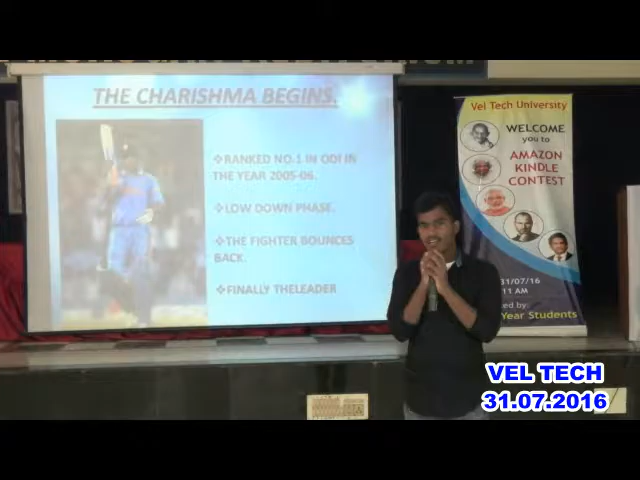 THE CHARISHMA BEGINS.
❖RANKED NO.1 IN ODI IN
THE YEAR 2005-06.
❖LOW DOWN PHASE.
❖THE FIGHTER BOUNCES
BACK.
❖FINALLY THELEADER
Vel Tech University
WELCOME
you to
AMAZON
KINDLE
CONTEST
31/07/16
11 AM
ed by:
Year Students
VEL TECH
31.07.2016